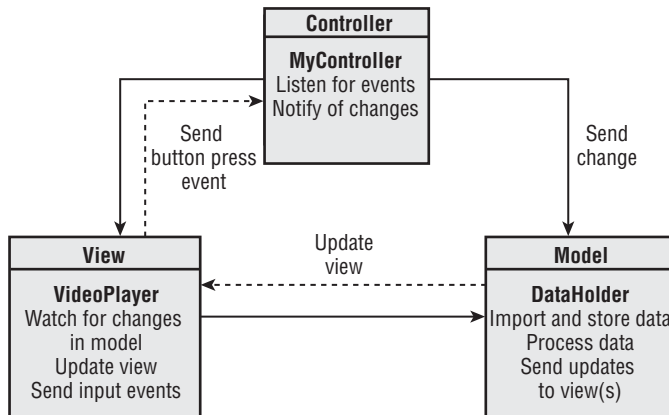 Controller
MyController
Listen for events
Notify of changes
Send
button press
event
Send
change
View
VideoPlayer
Watch for changes
in model
Update view
Send input events
Update
view
Model
DataHolder
Import and store data
Process data
Send updates
to view(s)